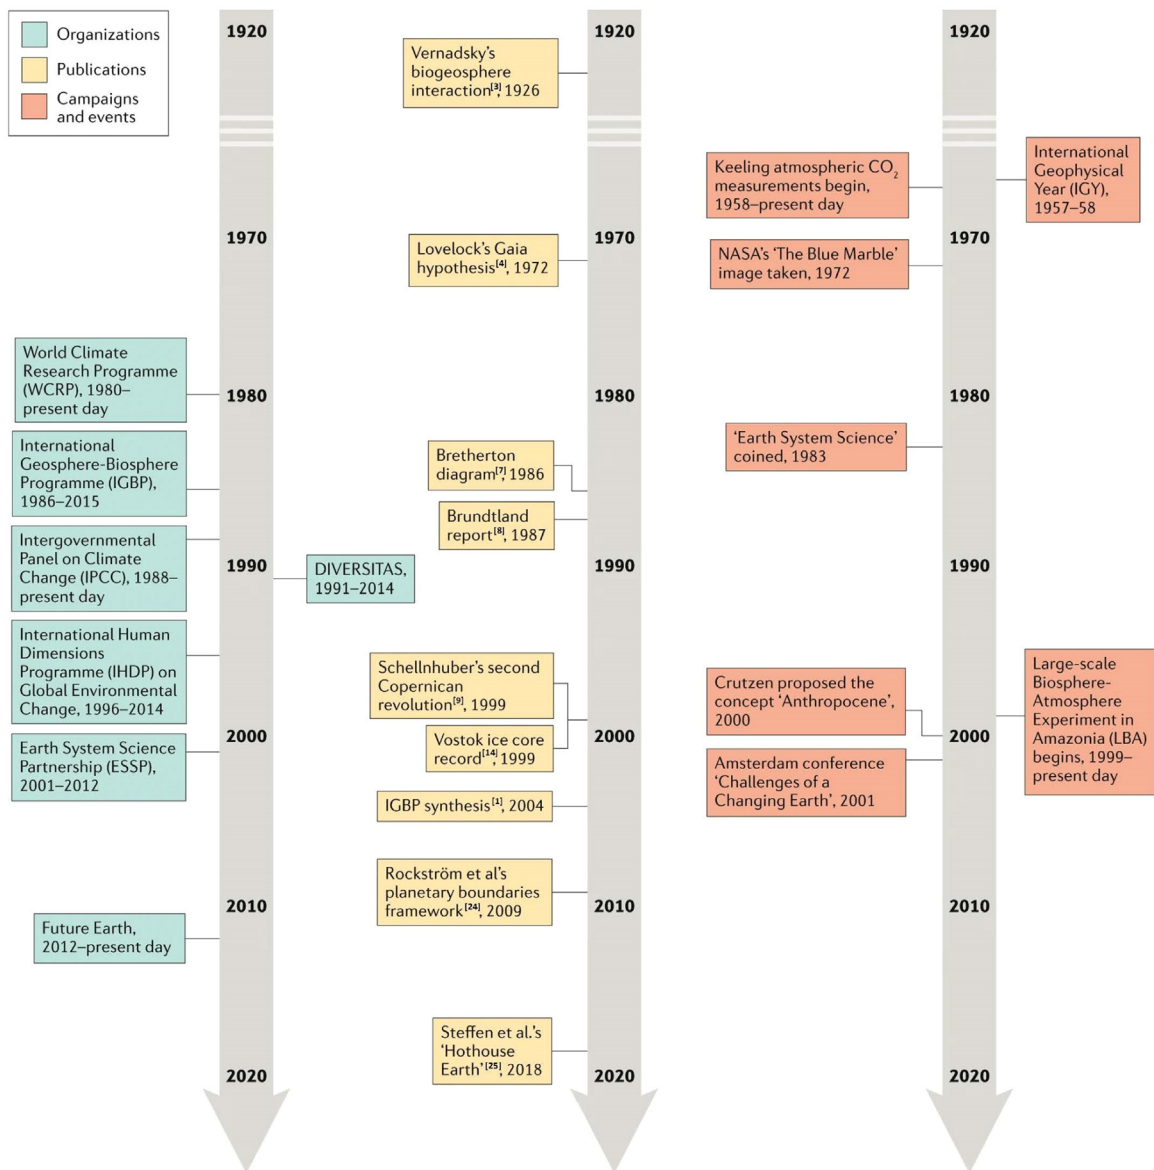 Organizations
Publications
Campaigns
and events
1920
1970
1980
1990
2000
2010
2020
World Climate
Research Programme
(WCRP), 1980–
present day
International
Geosphere-Biosphere
Programme (IGBP),
1986–2015
Intergovernmental
Panel on Climate
Change (IPCC), 1988–
present day
DIVERSITAS,
1991–2014
International Human
Dimensions
Programme (IHDP) on
Global Environmental
Change, 1996–2014
Earth System Science
Partnership (ESSP),
2001–2012
Future Earth,
2012–present day
1920
1970
1980
1990
2000
2010
2020
Vernadsky's
biogeosphere
interaction[3], 1926
Lovelock's Gaia
hypothesis[4], 1972
Bretherton
diagram[7], 1986
Brundtland
report[8], 1987
Schellnhuber's second
Copernican
revolution[9], 1999
Vostok ice core
record[14], 1999
IGBP synthesis[1], 2004
Rockström et al's
planetary boundaries
framework[24], 2009
Steffen et al.'s
'Hothouse
Earth'[25], 2018
1920
1970
1980
1990
2000
2010
2020
Keeling atmospheric CO₂
measurements begin,
1958–present day
International
Geophysical
Year (IGY),
1957–58
NASA's 'The Blue Marble'
image taken, 1972
'Earth System Science'
coined, 1983
Crutzen proposed the
concept 'Anthropocene',
2000
Large-scale
Biosphere-
Atmosphere
Experiment in
Amazonia (LBA)
begins, 1999–
present day
Amsterdam conference
'Challenges of a
Changing Earth', 2001